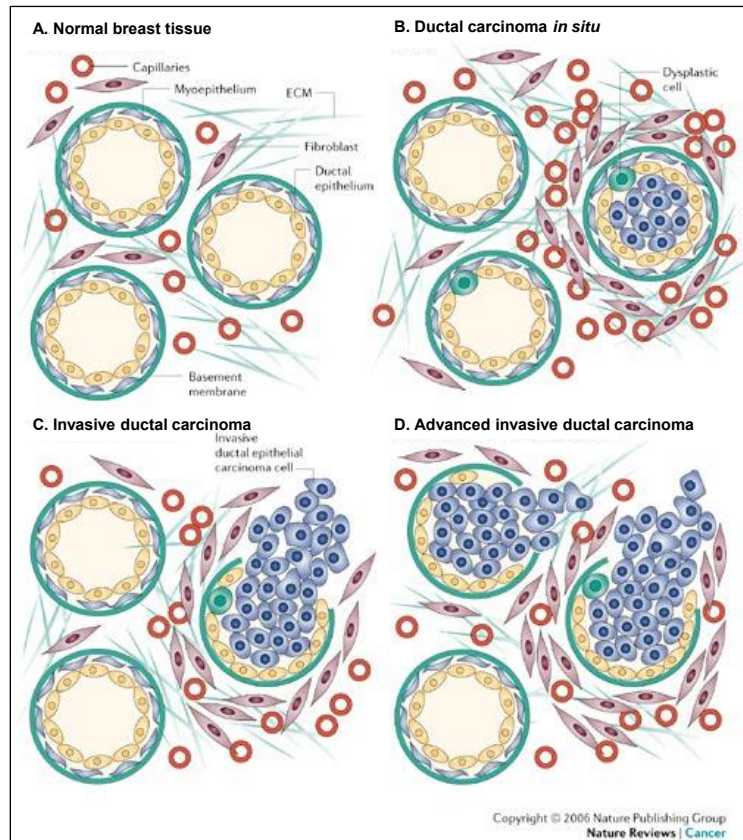 A. Normal breast tissue
Capillaries
Myoepithelium
ECM
Fibroblast
Ductal
epithelium
Basement
membrane
B. Ductal carcinoma in situ
Dysplastic
cell
C. Invasive ductal carcinoma
Invasive
ductal epithelial
carcinoma cell
D. Advanced invasive ductal carcinoma
Copyright © 2006 Nature Publishing Group
Nature Reviews | Cancer